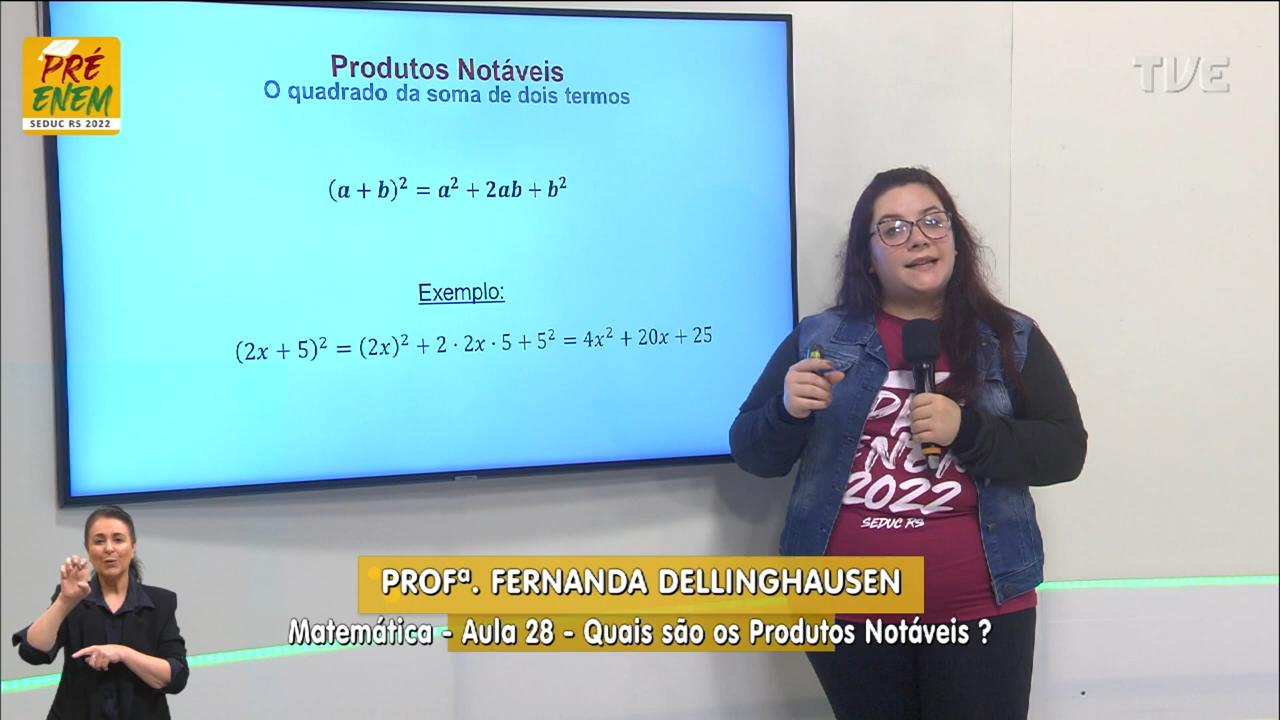 PRÉ
ENEM
SEDUC RS 2022
TVE
Produtos Notáveis
O quadrado da soma de dois termos
(a + b)² = a² + 2ab + b²
Exemplo:
(2x + 5)² = (2x)² + 2 · 2x · 5 + 5² = 4x² + 20x + 25
PRÉ
ENEM
2022
SEDUC RS
PROFª. FERNANDA DELLINGHAUSEN
Matemática - Aula 28 - Quais são os Produtos Notáveis ?